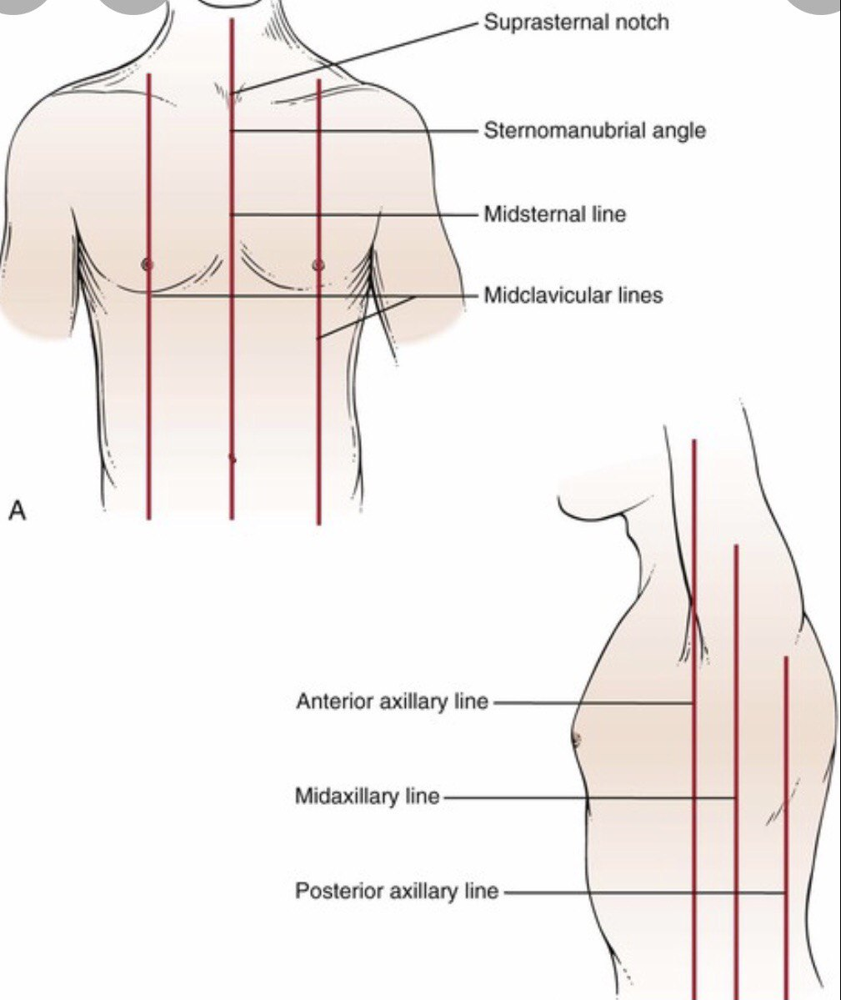 Suprasternal notch
Sternomanubrial angle
Midsternal line
Midclavicular lines
A
Anterior axillary line
Midaxillary line
Posterior axillary line